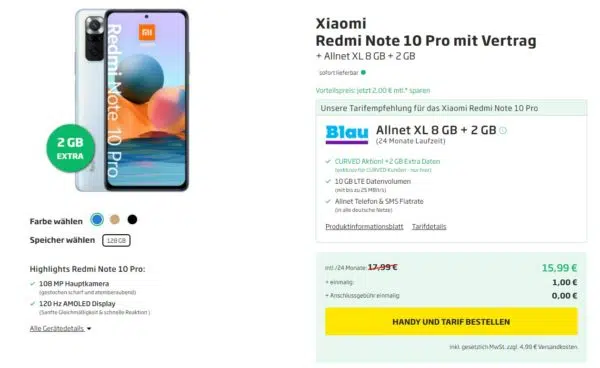 Xiaomi
Redmi Note 10 Pro mit Vertrag
+ Allnet XL 8 GB + 2 GB
sofort lieferbar
Vorteilspreis: jetzt 2,00 € mtl.* sparen
Unsere Tarifempfehlung für das Xiaomi Redmi Note 10 Pro
Blau
Allnet XL 8 GB + 2 GB
(24 Monate Laufzeit)
CURVED Aktion! +2 GB Extra Daten
(exklusiv für CURVED-Kunden - nur hier)
10 GB LTE Datenvolumen
(mit bis zu 25 MBit/s)
Allnet Telefon & SMS Flatrate
(in alle deutsche Netze)
Produktinformationsblatt
Tarifdetails
mtl./24 Monate: 17,99 €
15,99 €
+ einmalig:
1,00 €
+ Anschlussgebühr einmalig:
0,00 €
HANDY UND TARIF BESTELLEN
inkl. gesetzlich MwSt. zzgl. 4,99 € Versandkosten
Redmi Note 10 Pro
2 GB
EXTRA
Farbe wählen
Speicher wählen
128 GB
Highlights Redmi Note 10 Pro:
108 MP Hauptkamera
(gestochen scharf und atemberaubend)
120 Hz AMOLED Display
(Sanfte Gleichmäßigkeit & schnelle Reaktion )
Alle Gerätedetails